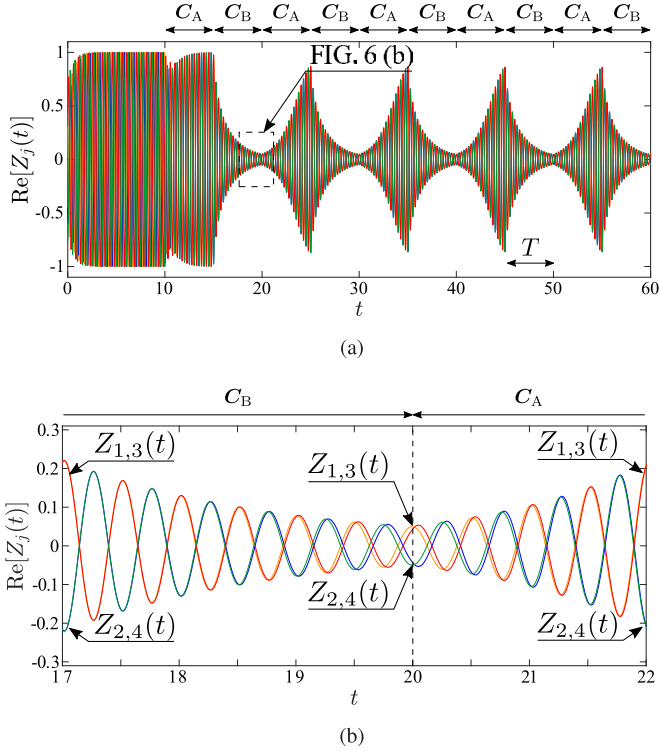 C_A C_B C_A C_B C_A C_B C_A C_B C_A C_B
FIG. 6 (b)
1
0.5
0
-0.5
-1
Re[Z_j(t)]
T
0 10 20 30 40 50 60
t
(a)
C_B C_A
0.3
0.2
0.1
0
-0.1
-0.2
-0.3
Re[Z_j(t)]
Z_{1,3}(t) Z_{1,3}(t) Z_{1,3}(t)
Z_{2,4}(t) Z_{2,4}(t) Z_{2,4}(t)
17 18 19 20 21 22
t
(b)